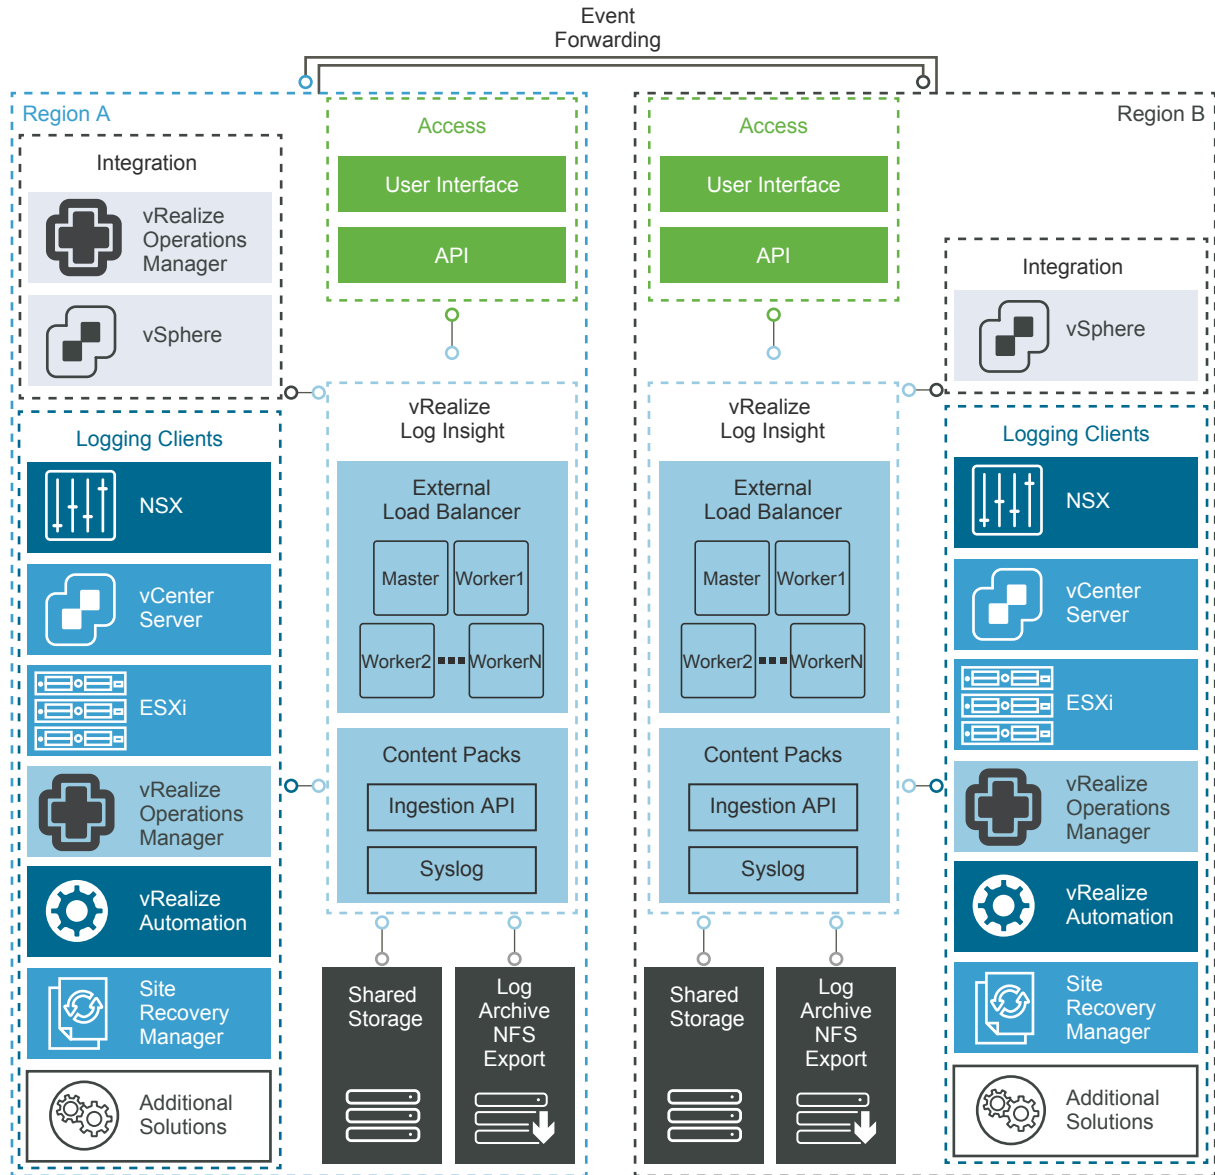 Event
Forwarding
Region A
Integration
vRealize
Operations
Manager
vSphere
Logging Clients
NSX
vCenter
Server
ESXi
vRealize
Operations
Manager
vRealize
Automation
Site
Recovery
Manager
Additional
Solutions
Access
User Interface
API
vRealize
Log Insight
External
Load Balancer
Master
Worker1
Worker2
WorkerN
Content Packs
Ingestion API
Syslog
Shared
Storage
Log
Archive
NFS
Export
Region B
Access
User Interface
API
vRealize
Log Insight
External
Load Balancer
Master
Worker1
Worker2
WorkerN
Content Packs
Ingestion API
Syslog
Shared
Storage
Log
Archive
NFS
Export
Integration
vSphere
Logging Clients
NSX
vCenter
Server
ESXi
vRealize
Operations
Manager
vRealize
Automation
Site
Recovery
Manager
Additional
Solutions